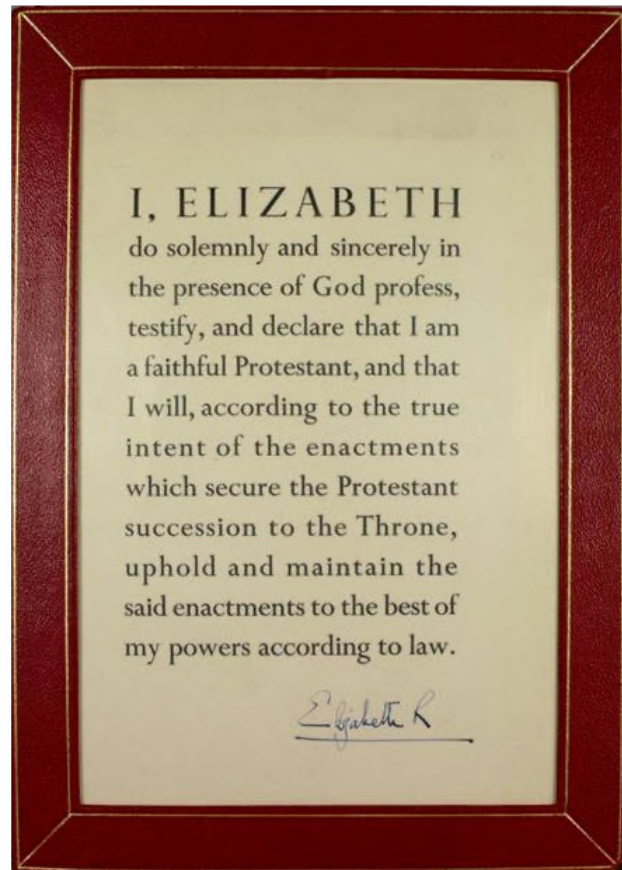 I, ELIZABETH
do solemnly and sincerely in
the presence of God profess,
testify, and declare that I am
a faithful Protestant, and that
I will, according to the true
intent of the enactments
which secure the Protestant
succession to the Throne,
uphold and maintain the
said enactments to the best of
my powers according to law.
Elizabeth R